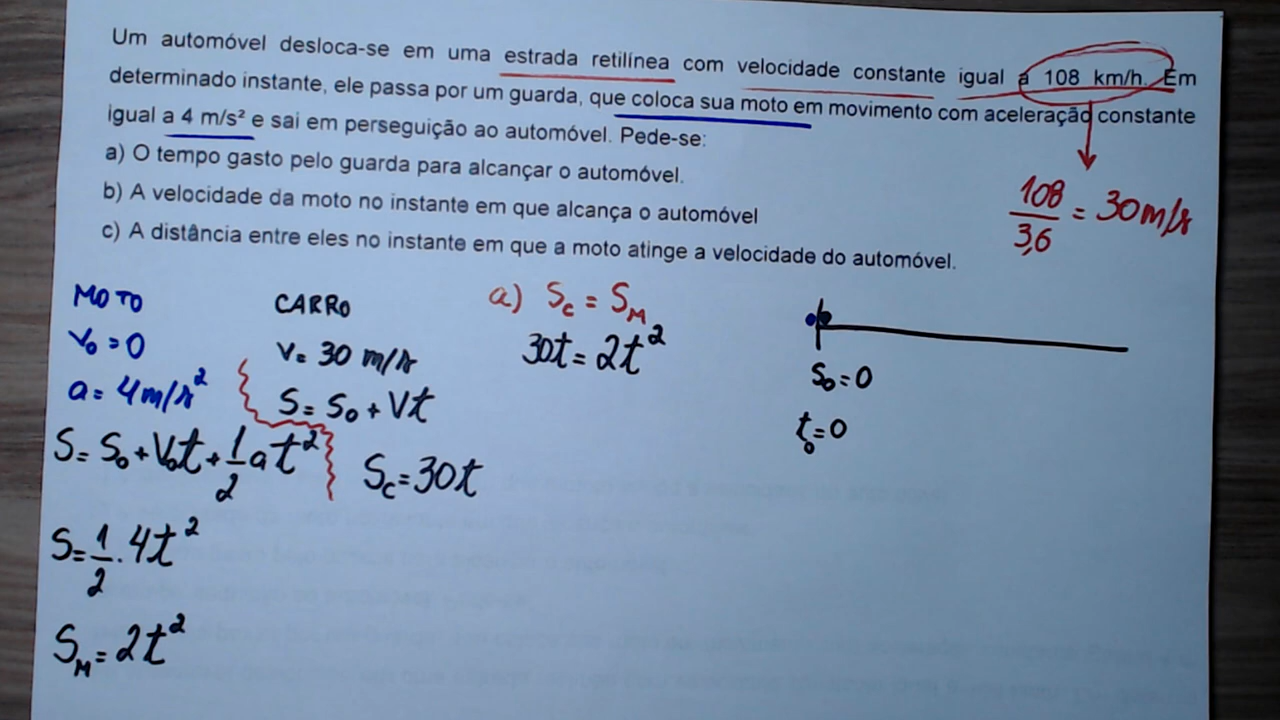 Um automóvel desloca-se em uma estrada retilínea com velocidade constante igual a 108 km/h. Em
determinado instante, ele passa por um guarda, que coloca sua moto em movimento com aceleração constante
igual a 4 m/s² e sai em perseguição ao automóvel. Pede-se:
a) O tempo gasto pelo guarda para alcançar o automóvel.
b) A velocidade da moto no instante em que alcança o automóvel
c) A distância entre eles no instante em que a moto atinge a velocidade do automóvel.
108/3,6 = 30 m/s
MOTO
V₀ = 0
a = 4 m/s²
S = S₀ + V₀t + 1/2 at²
S = 1/2 . 4t²
S_M = 2t²
CARRO
V = 30 m/s
S = S₀ + Vt
S_C = 30t
a) S_C = S_M
30t = 2t²
S₀ = 0
t₀ = 0